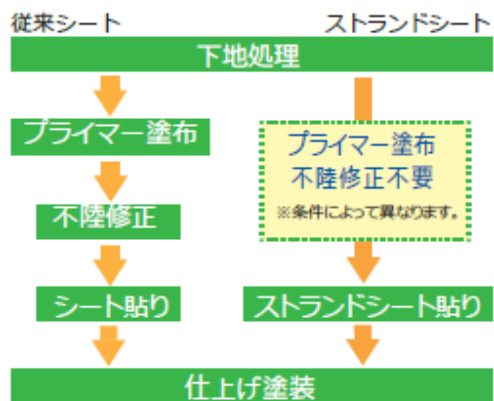 従来シート
ストランドシート
下地処理
プライマー塗布
不陸修正
シート貼り
プライマー塗布
不陸修正不要
※条件によって異なります。
ストランドシート貼り
仕上げ塗装